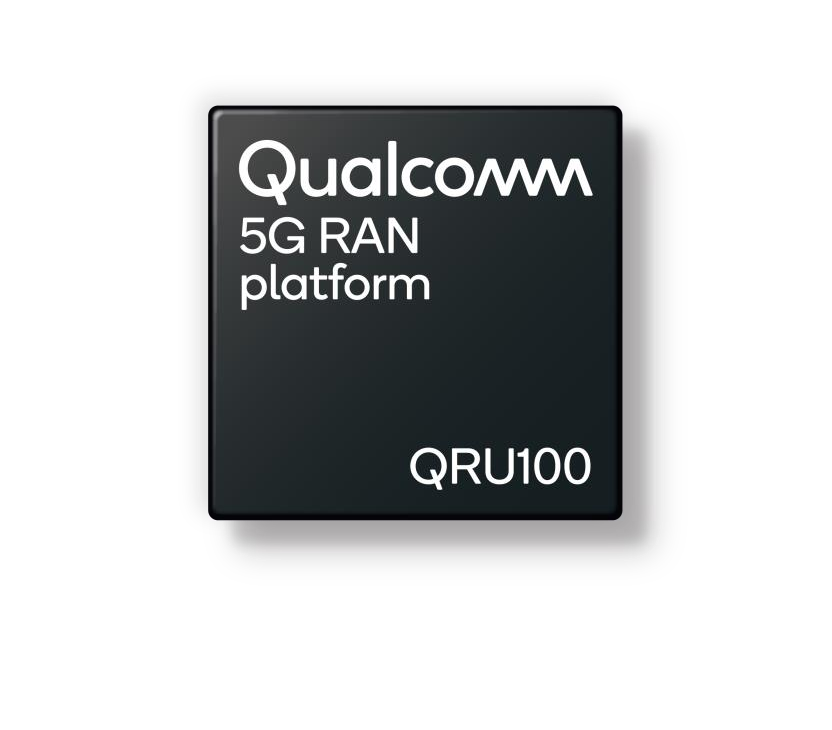 Qualcomm
5G RAN
platform
QRU100